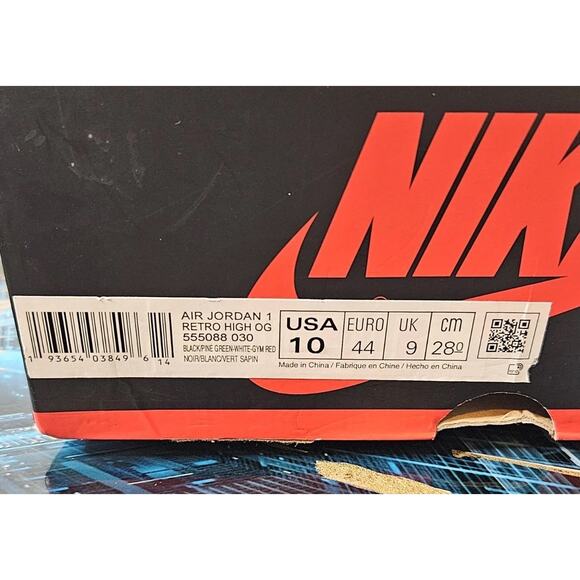 NIK
AIR JORDAN 1
RETRO HIGH OG
555088 030
BLACK/PINE GREEN-WHITE-GYM RED
NOIR/BLANC/VERT SAPIN
USA EURO UK cm
10 44 9 28.0
Made in China / Fabrique en Chine / Hecho en China
1 93654 03849 6 14